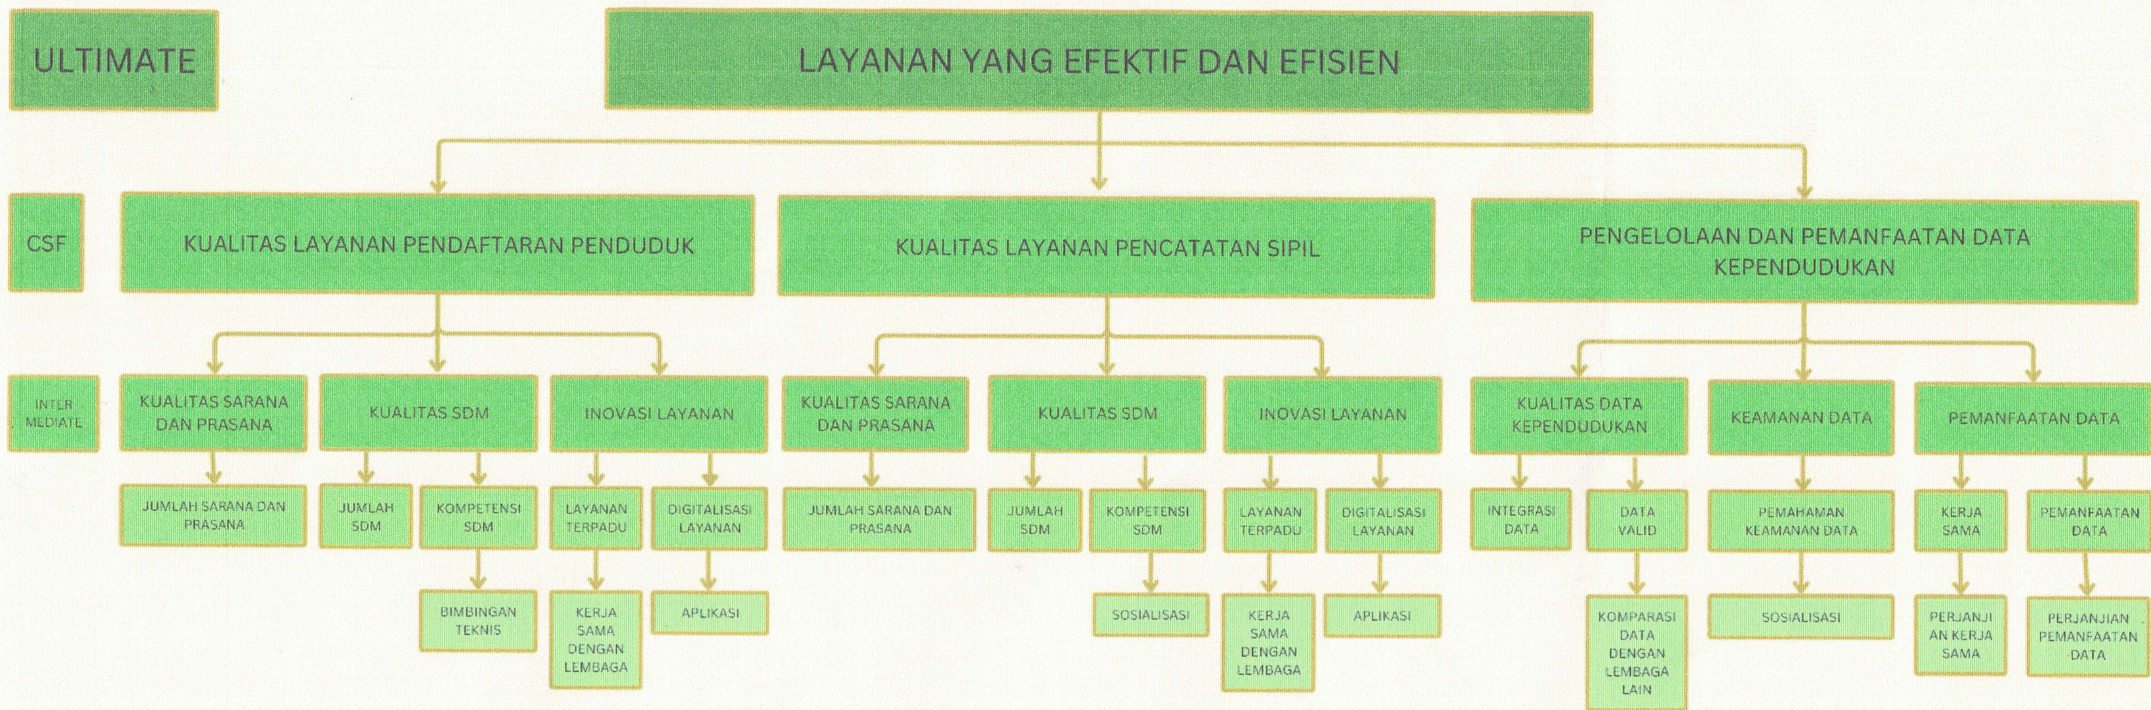 ULTIMATE
LAYANAN YANG EFEKTIF DAN EFISIEN
CSF
KUALITAS LAYANAN PENDAFTARAN PENDUDUK
KUALITAS LAYANAN PENCATATAN SIPIL
PENGELOLAAN DAN PEMANFAATAN DATA
KEPENDUDUKAN
INTER
MEDIATE
KUALITAS SARANA
DAN PRASANA
KUALITAS SDM
INOVASI LAYANAN
KUALITAS SARANA
DAN PRASANA
KUALITAS SDM
INOVASI LAYANAN
KUALITAS DATA
KEPENDUDUKAN
KEAMANAN DATA
PEMANFAATAN DATA
JUMLAH SARANA DAN
PRASANA
JUMLAH
SDM
KOMPETENSI
SDM
LAYANAN
TERPADU
DIGITALISASI
LAYANAN
JUMLAH SARANA DAN
PRASANA
JUMLAH
SDM
KOMPETENSI
SDM
LAYANAN
TERPADU
DIGITALISASI
LAYANAN
INTEGRASI
DATA
DATA
VALID
PEMAHAMAN
KEAMANAN DATA
KERJA
SAMA
PEMANFAATAN
DATA
BIMBINGAN
TEKNIS
KERJA
SAMA
DENGAN
LEMBAGA
APLIKASI
SOSIALISASI
KERJA
SAMA
DENGAN
LEMBAGA
APLIKASI
KOMPARASI
DATA
DENGAN
LEMBAGA
LAIN
SOSIALISASI
PERJANJI
AN KERJA
SAMA
PERJANJIAN
PEMANFAATAN
DATA